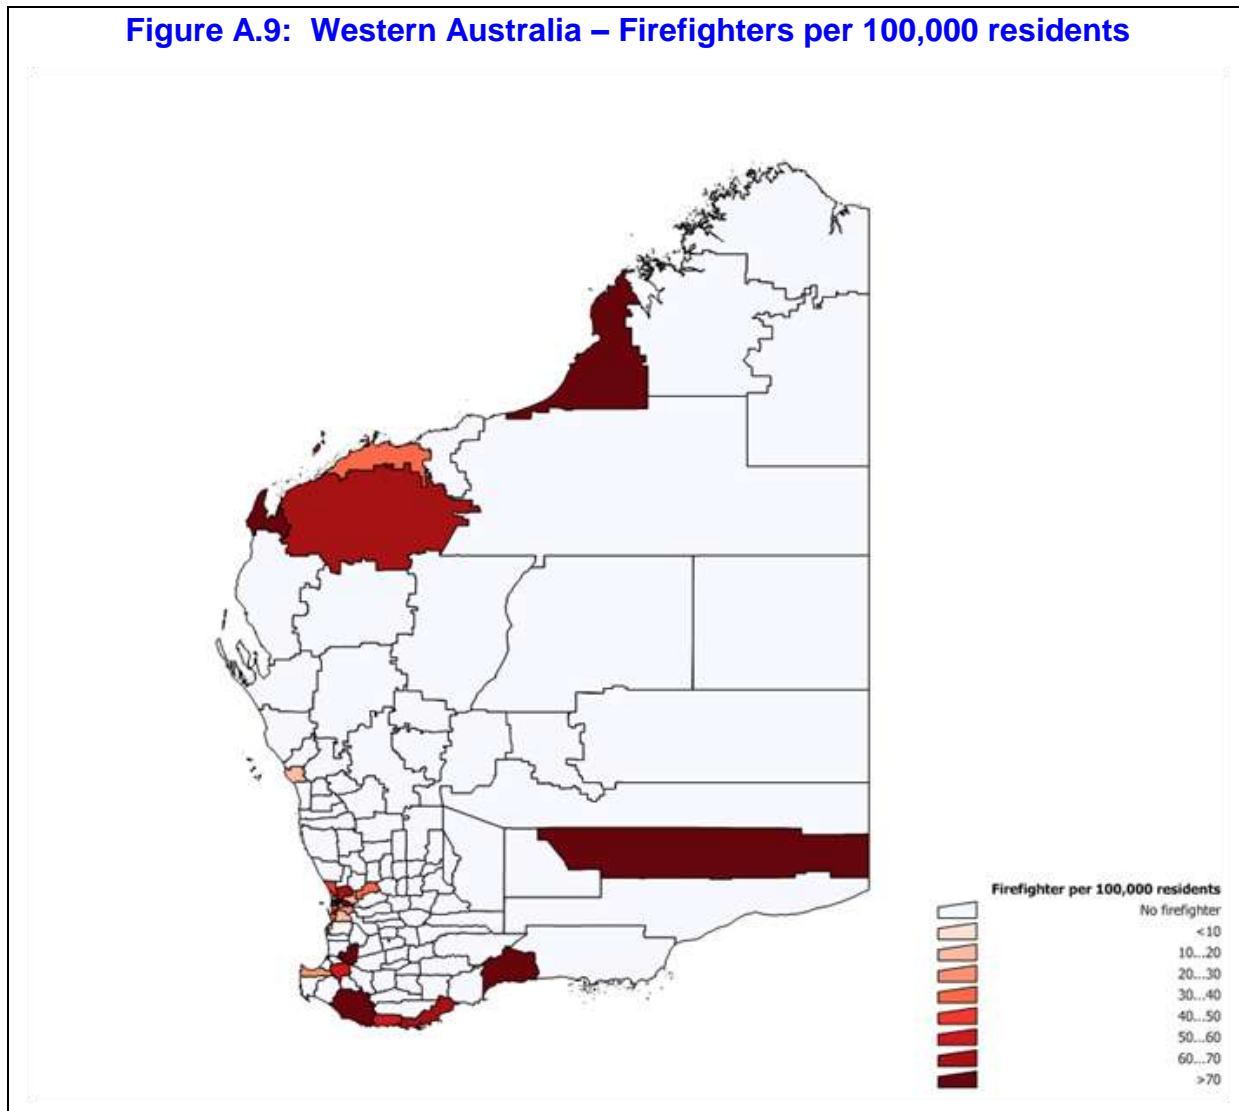 Figure A.9: Western Australia – Firefighters per 100,000 residents
Firefighter per 100,000 residents
No firefighter
<10
10...20
20...30
30...40
40...50
50...60
60...70
>70